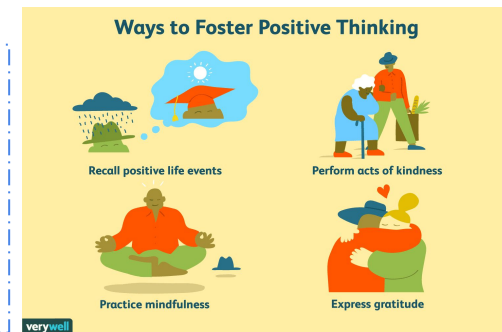 Ways to Foster Positive Thinking
Recall positive life events
Perform acts of kindness
Practice mindfulness
Express gratitude
verywell